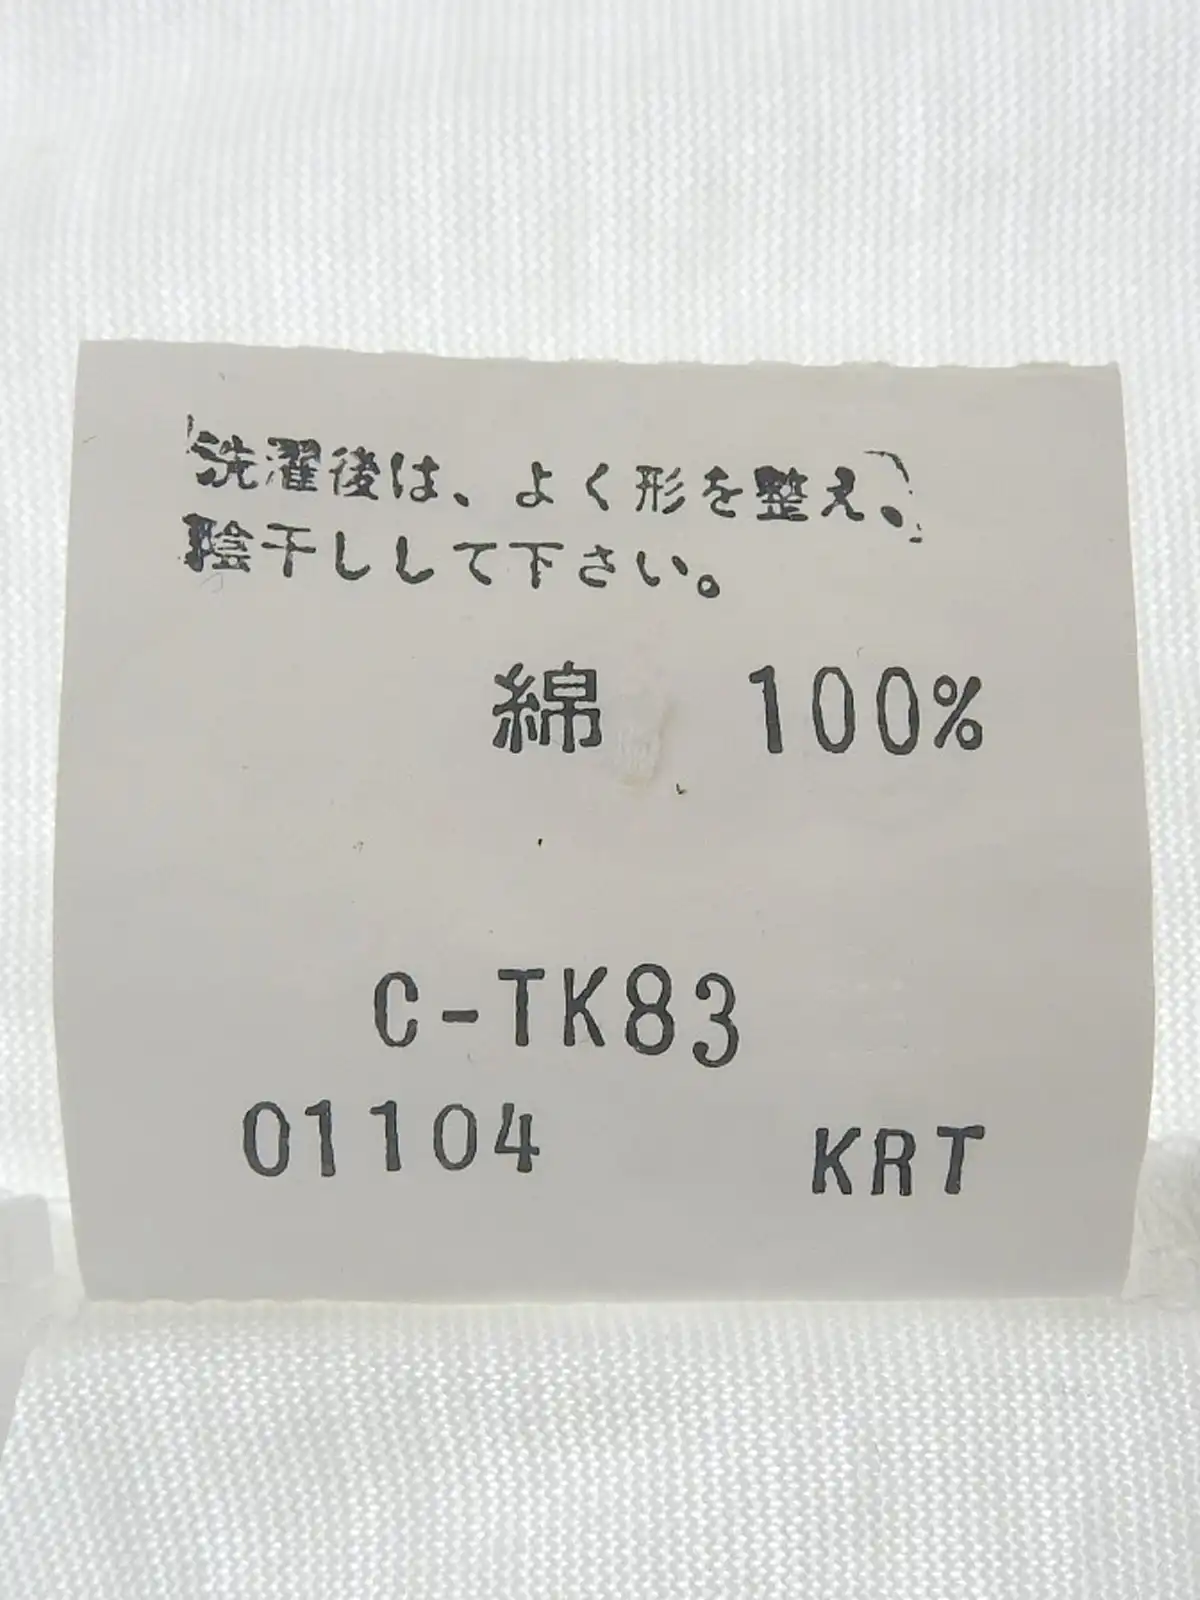 洗濯後は、よく形を整え、
陰干しして下さい。
綿 100%
C-TK83
01104 KRT